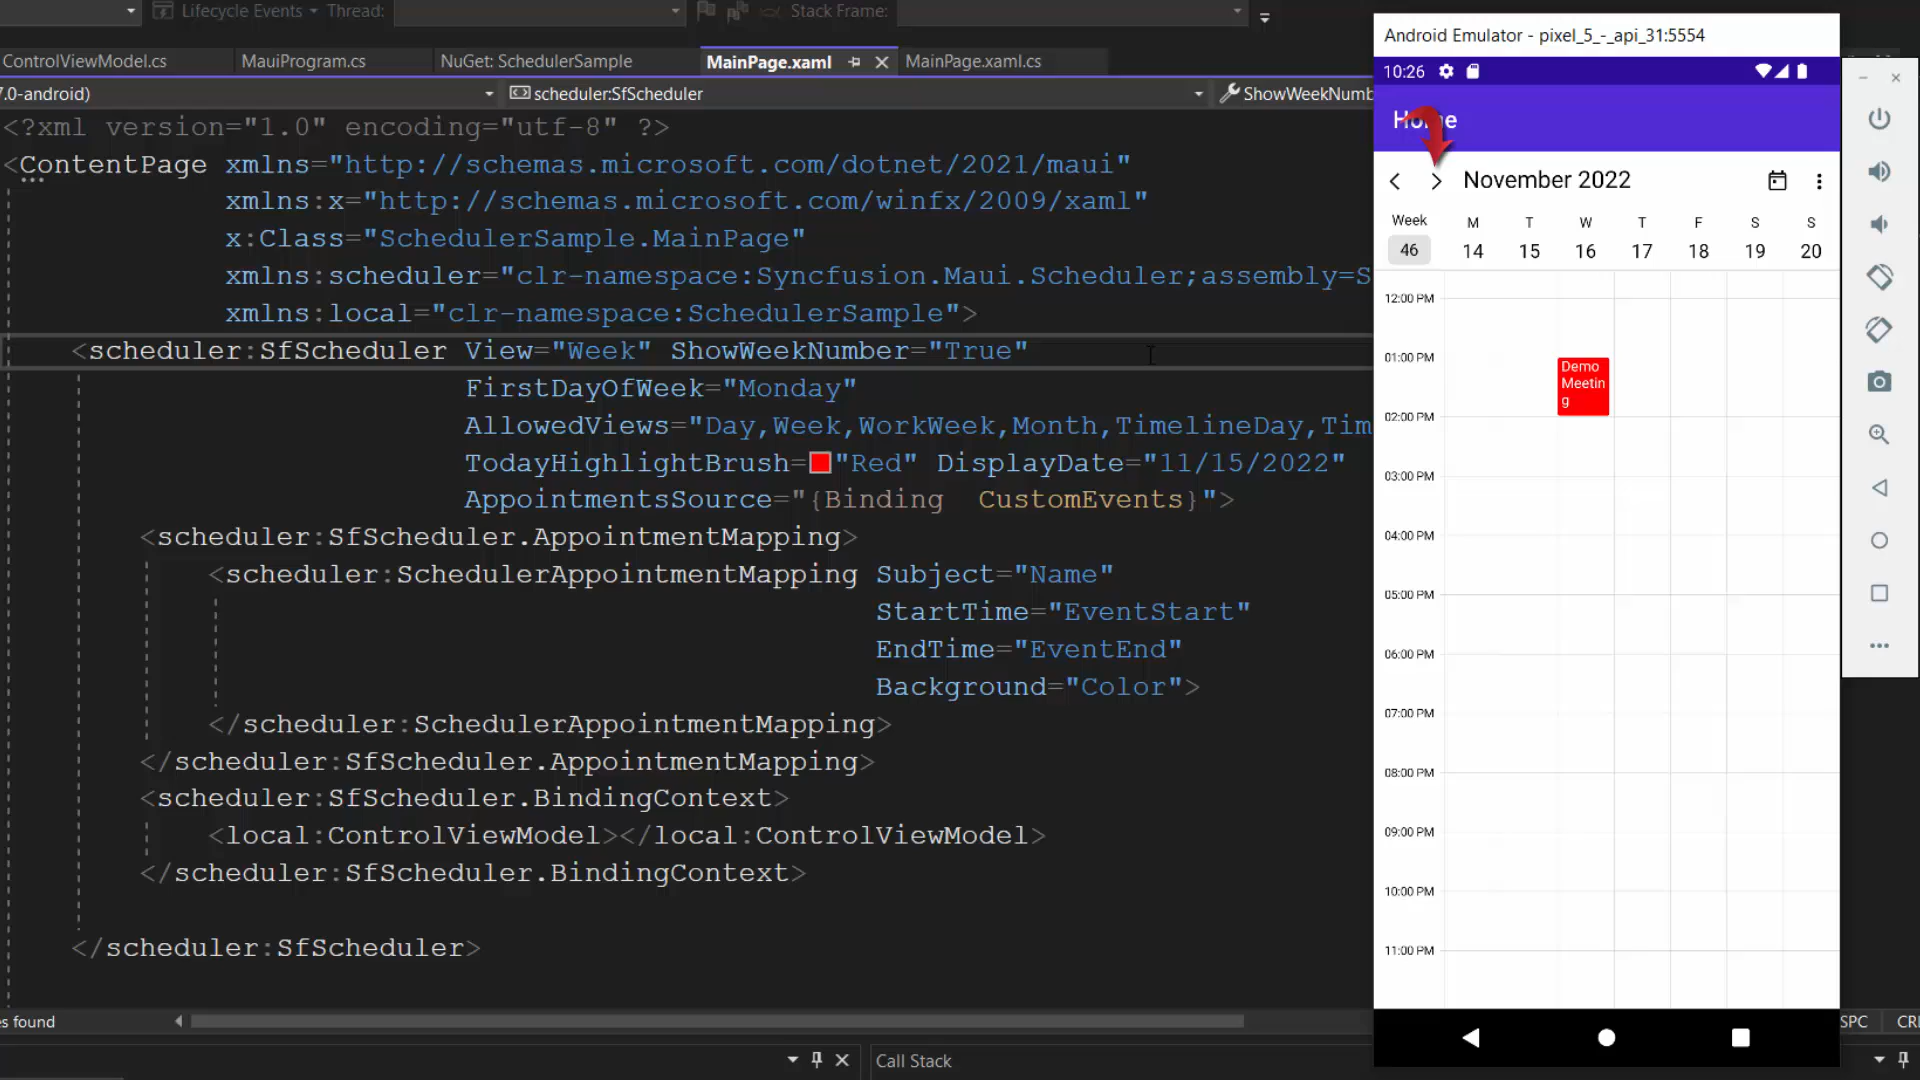 Lifecycle Events Thread: Stack Frame:
ControlViewModel.cs MauiProgram.cs NuGet: SchedulerSample MainPage.xaml MainPage.xaml.cs
7.0-android) scheduler:SfScheduler ShowWeekNumb
<?xml version="1.0" encoding="utf-8" ?>
<ContentPage xmlns="http://schemas.microsoft.com/dotnet/2021/maui"
xmlns:x="http://schemas.microsoft.com/winfx/2009/xaml"
x:Class="SchedulerSample.MainPage"
xmlns:scheduler="clr-namespace:Syncfusion.Maui.Scheduler;assembly=S
xmlns:local="clr-namespace:SchedulerSample">
<scheduler:SfScheduler View="Week" ShowWeekNumber="True"
FirstDayOfWeek="Monday"
AllowedViews="Day,Week,WorkWeek,Month,TimelineDay,Tim
TodayHighlightBrush="Red" DisplayDate="11/15/2022"
AppointmentsSource="{Binding CustomEvents}">
<scheduler:SfScheduler.AppointmentMapping>
<scheduler:SchedulerAppointmentMapping Subject="Name"
StartTime="EventStart"
EndTime="EventEnd"
Background="Color">
</scheduler:SchedulerAppointmentMapping>
</scheduler:SfScheduler.AppointmentMapping>
<scheduler:SfScheduler.BindingContext>
<local:ControlViewModel></local:ControlViewModel>
</scheduler:SfScheduler.BindingContext>
</scheduler:SfScheduler>
es found
Call Stack
SPC CRL
Android Emulator - pixel_5_-_api_31:5554
10:26
Home
November 2022
Week M T W T F S S
46 14 15 16 17 18 19 20
12:00 PM
01:00 PM
Demo
Meetin
g
02:00 PM
03:00 PM
04:00 PM
05:00 PM
06:00 PM
07:00 PM
08:00 PM
09:00 PM
10:00 PM
11:00 PM